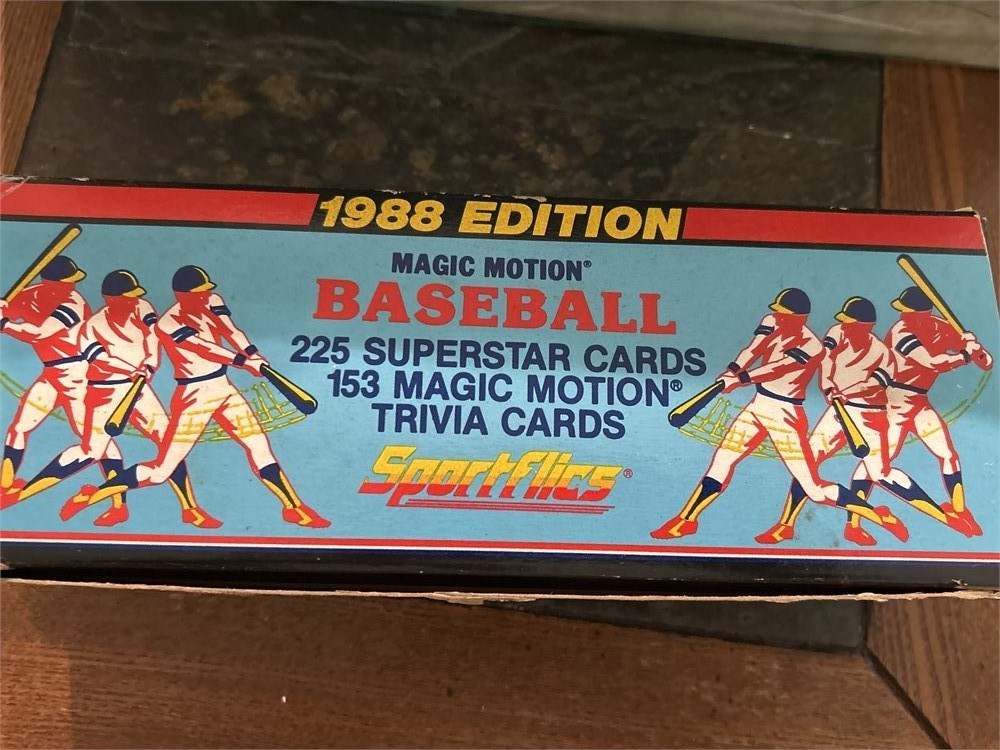 1988 EDITION
MAGIC MOTION®
BASEBALL
225 SUPERSTAR CARDS
153 MAGIC MOTION®
TRIVIA CARDS
Sportflics®